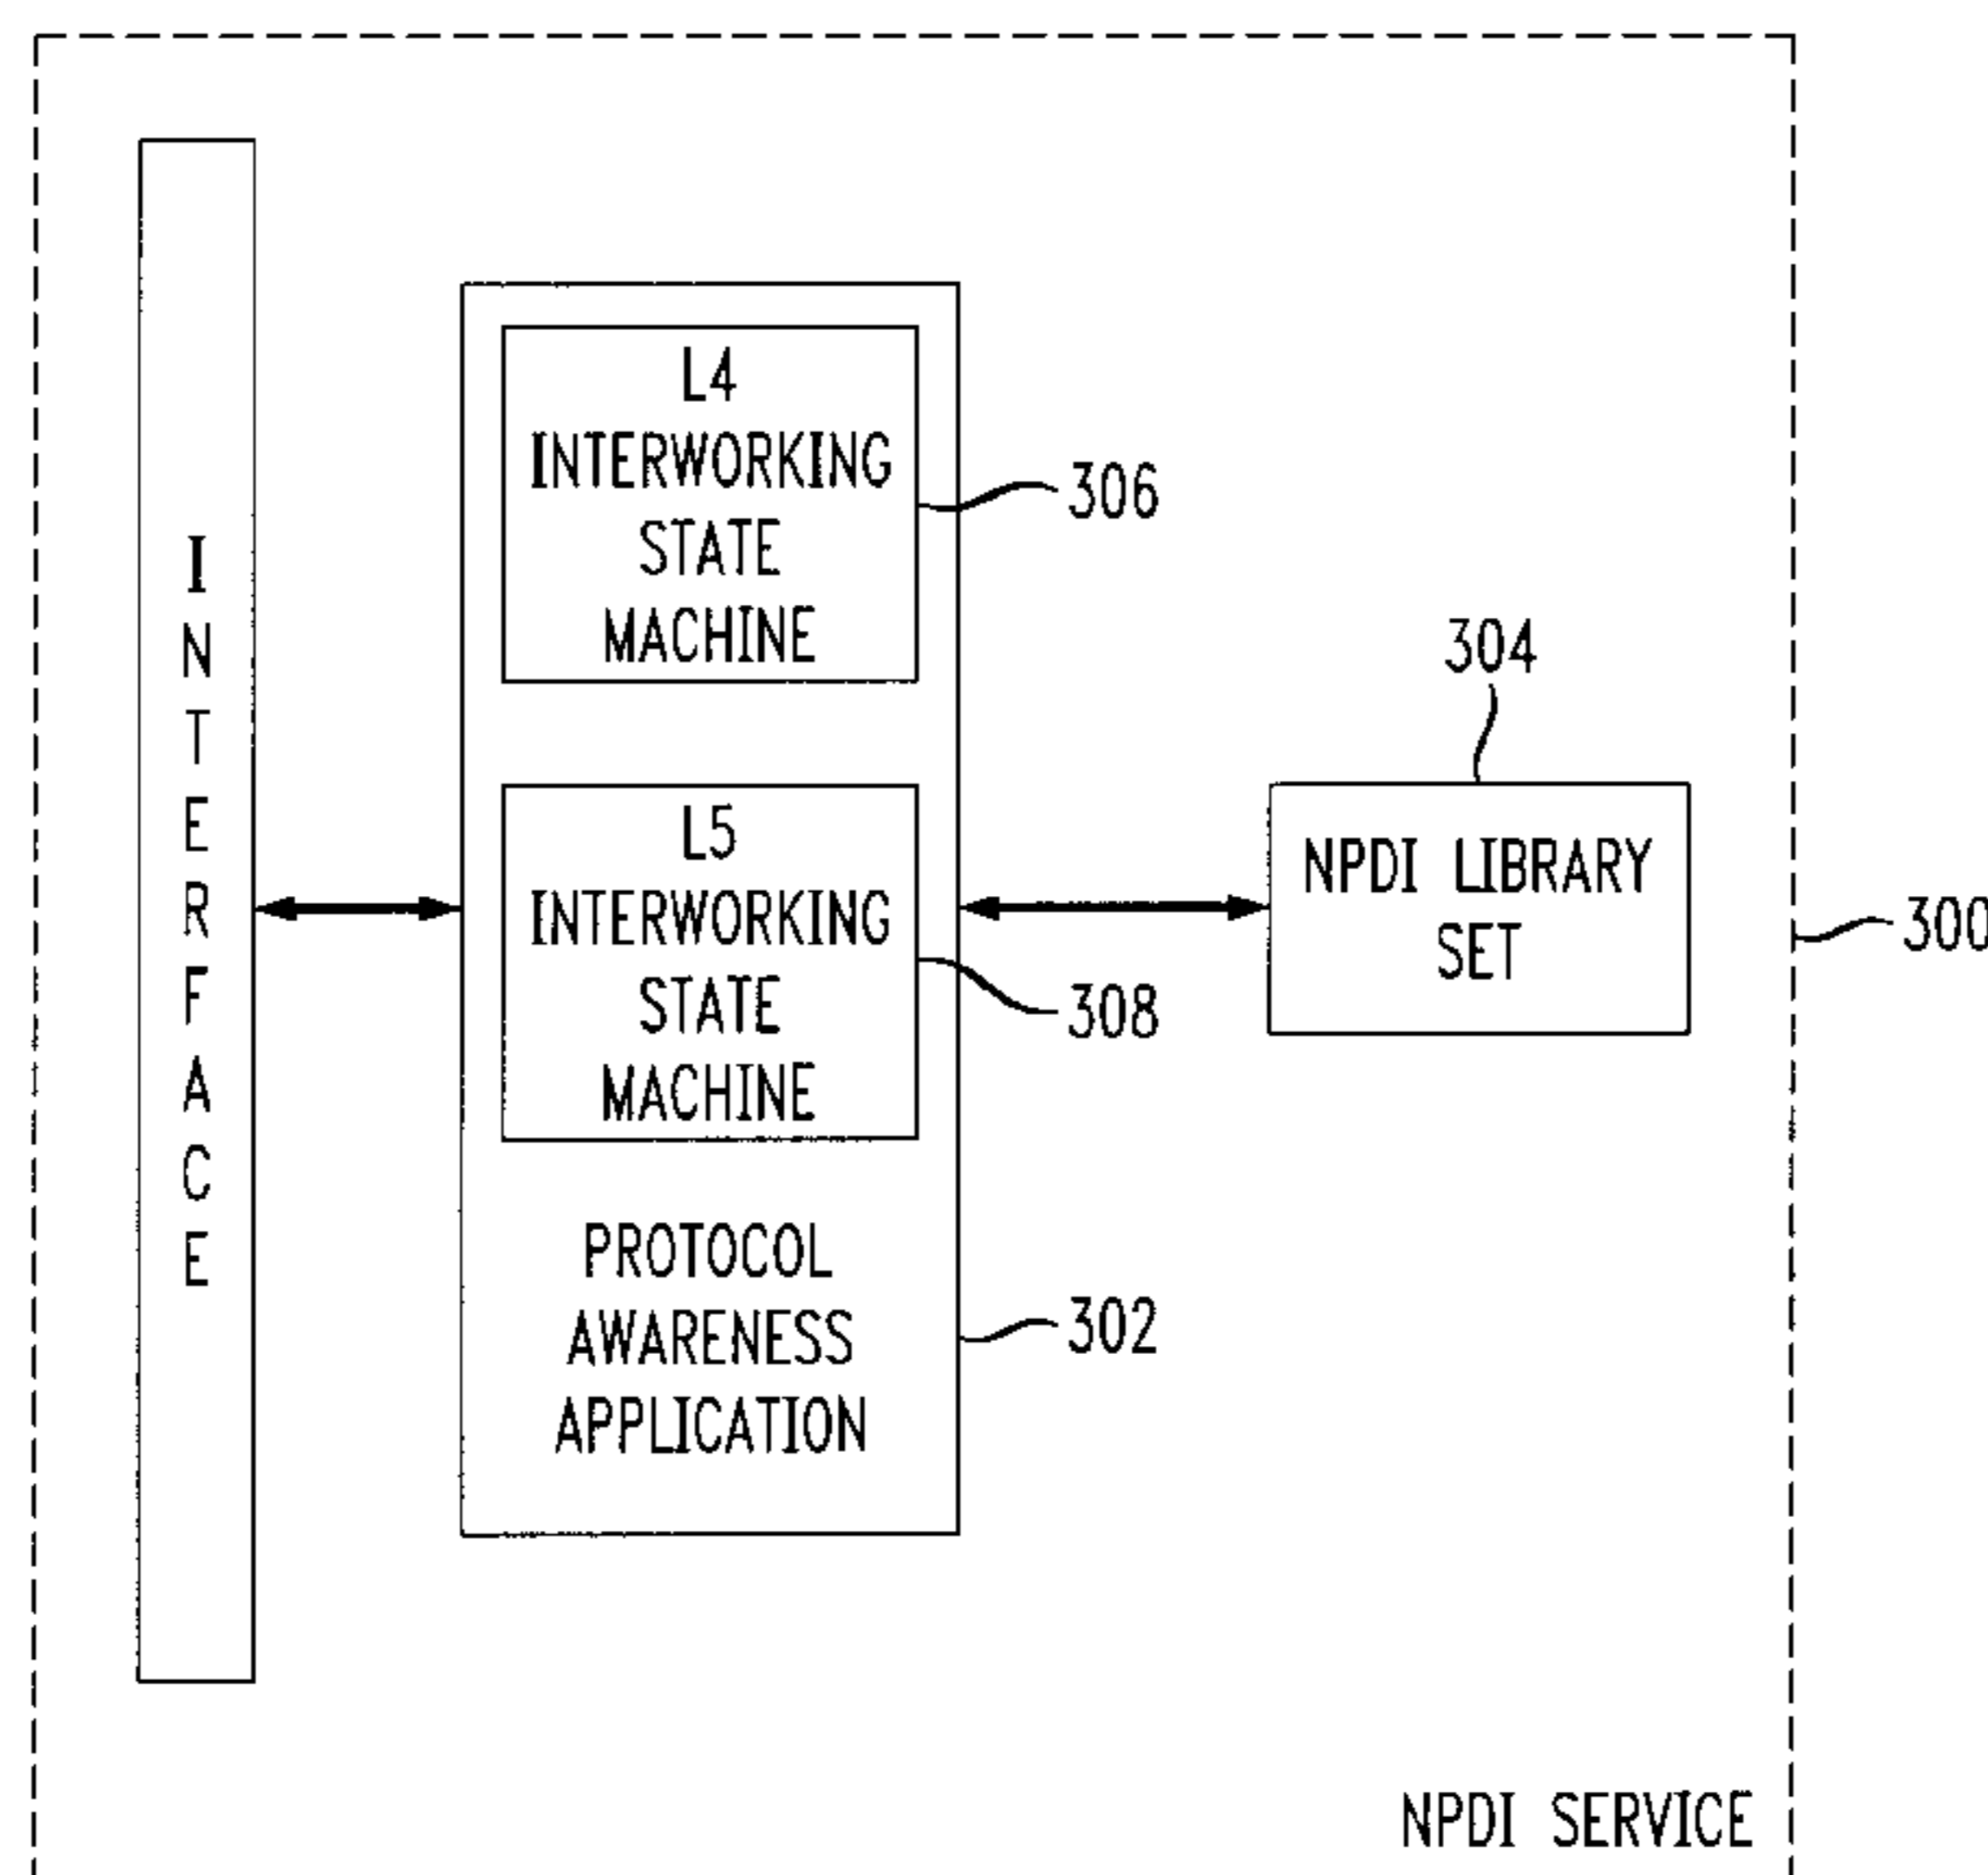 INTERFACE
L4
INTERWORKING
STATE
MACHINE
306
L5
INTERWORKING
STATE
MACHINE
308
PROTOCOL
AWARENESS
APPLICATION
302
304
NPDI LIBRARY
SET
300
NPDI SERVICE